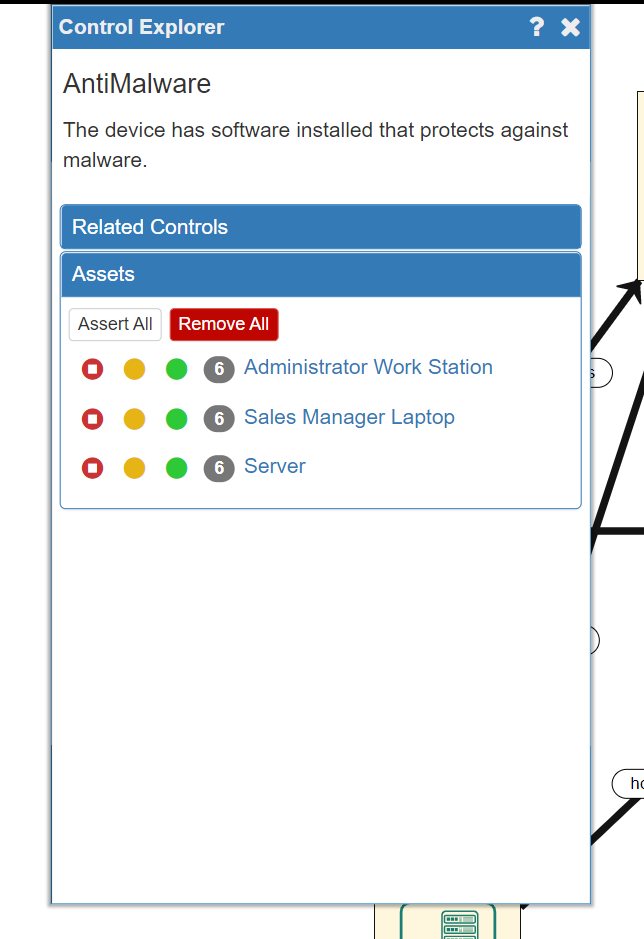 Control Explorer ?
AntiMalware
The device has software installed that protects against
malware.
Related Controls
Assets
Assert All Remove All
6 Administrator Work Station
6 Sales Manager Laptop
6 Server